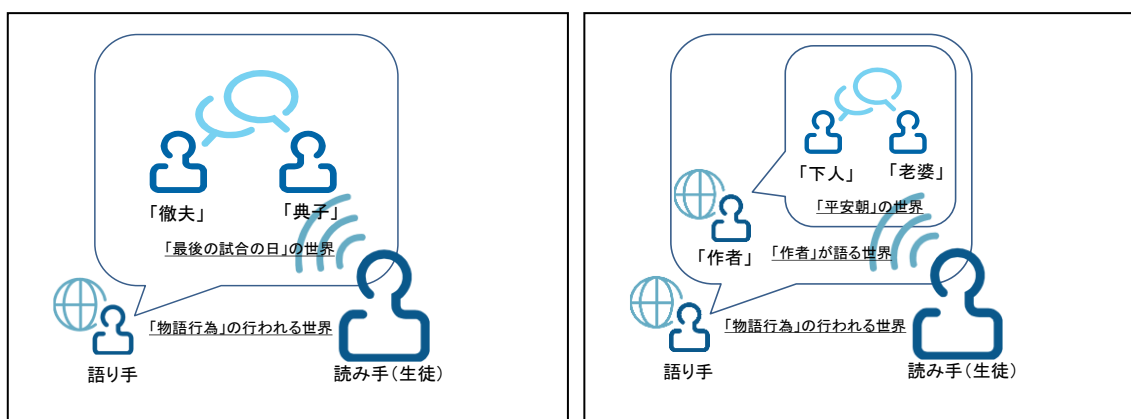 「徹夫」
「典子」
「最後の試合の日」の世界
「物語行為」の行われる世界
語り手
読み手(生徒)
「下人」
「老婆」
「平安朝」の世界
「作者」
「作者」が語る世界
「物語行為」の行われる世界
語り手
読み手(生徒)